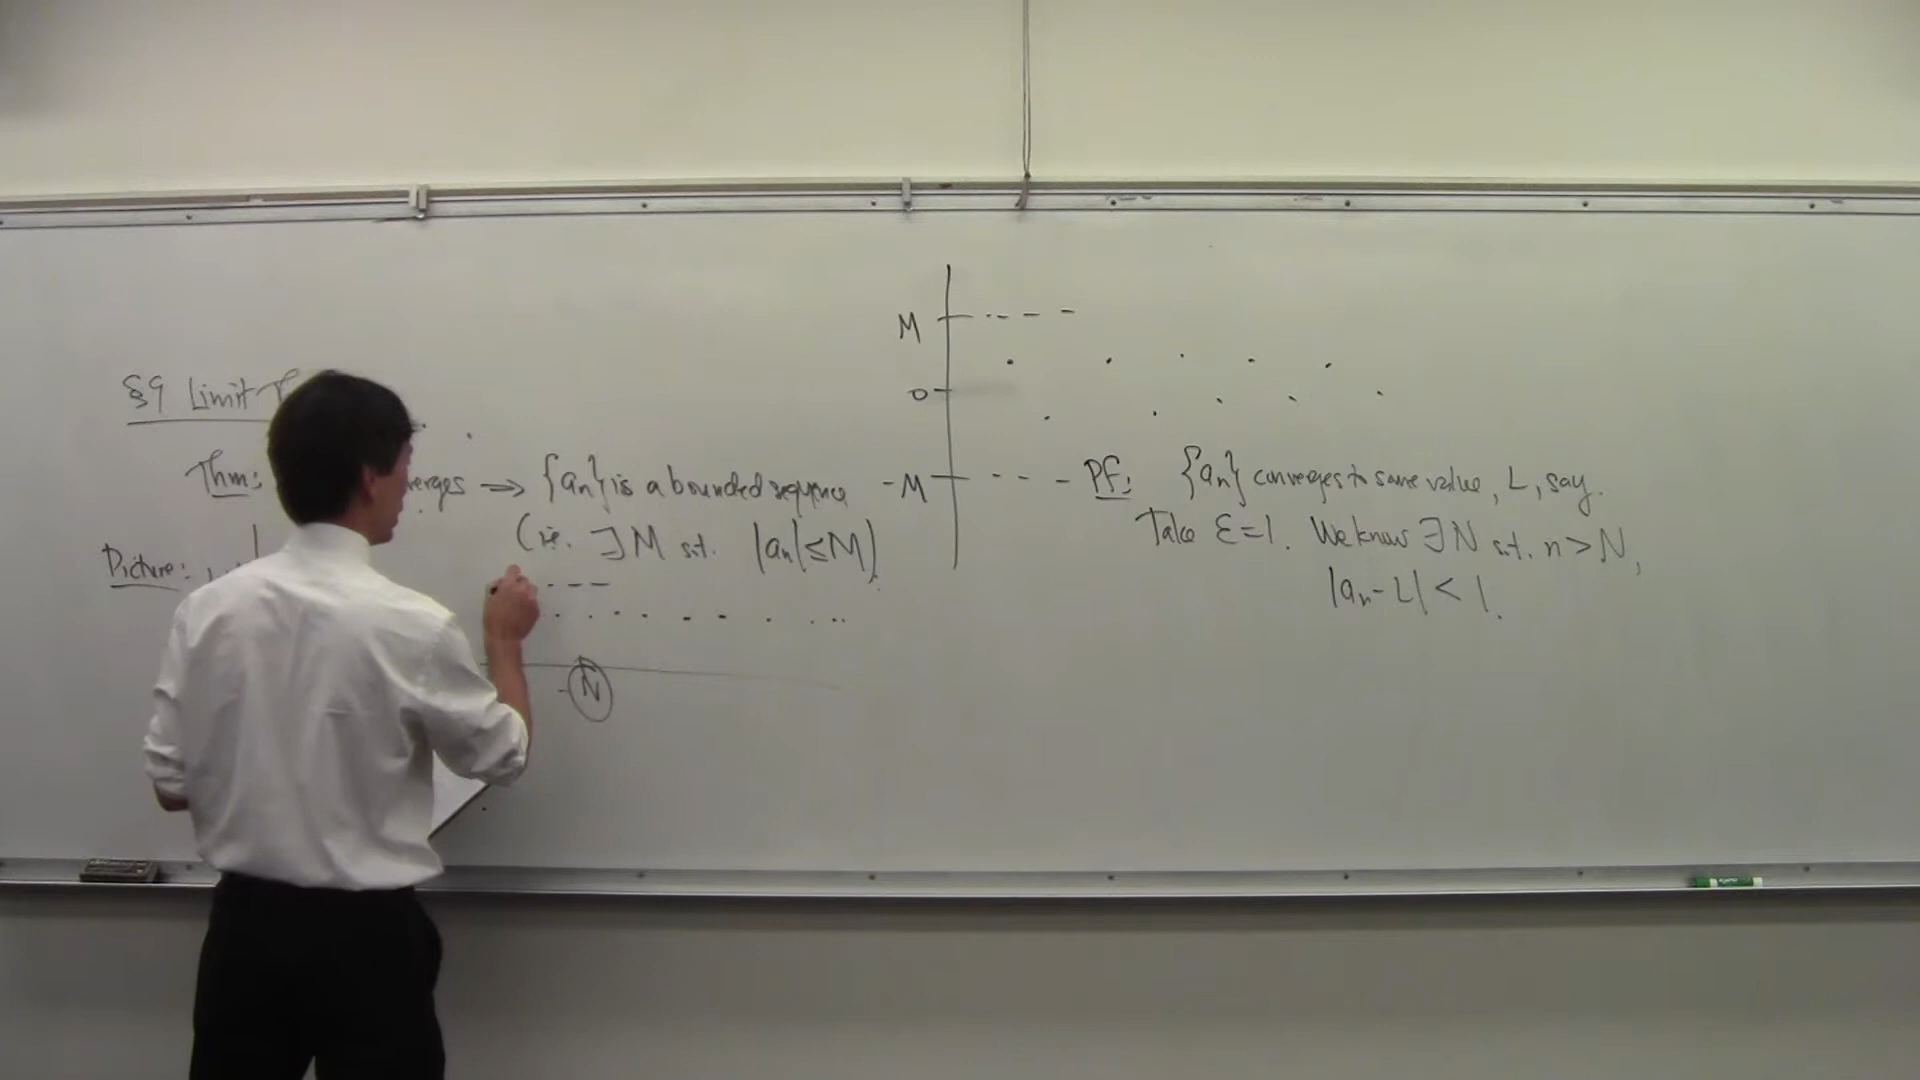 §9 Limit
Thm: verges ⟹ {an} is a bounded sequence
(i.e. ∃ M s.t. |an| ≤ M).
Picture:
N
M
0
-M
Pf: {an} converges to some value, L, say.
Take ε=1. We know ∃ N s.t. n > N,
|an - L| < 1.